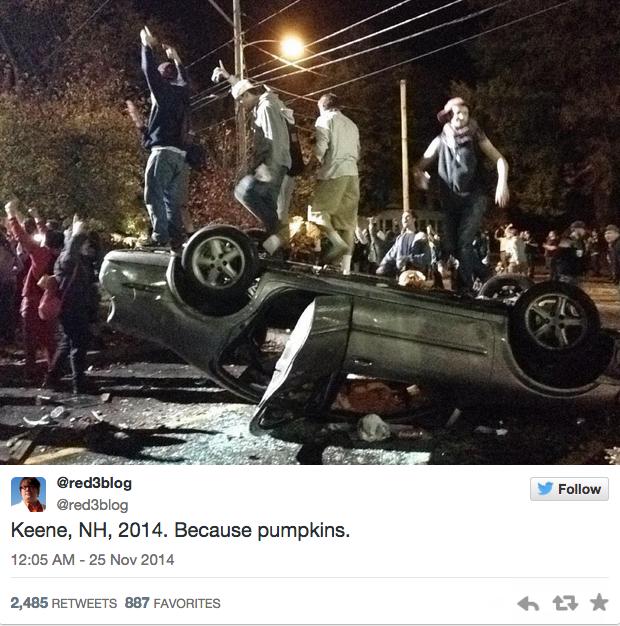 @red3blog
@red3blog
Follow
Keene, NH, 2014. Because pumpkins.
12:05 AM - 25 Nov 2014
2,485 RETWEETS 887 FAVORITES